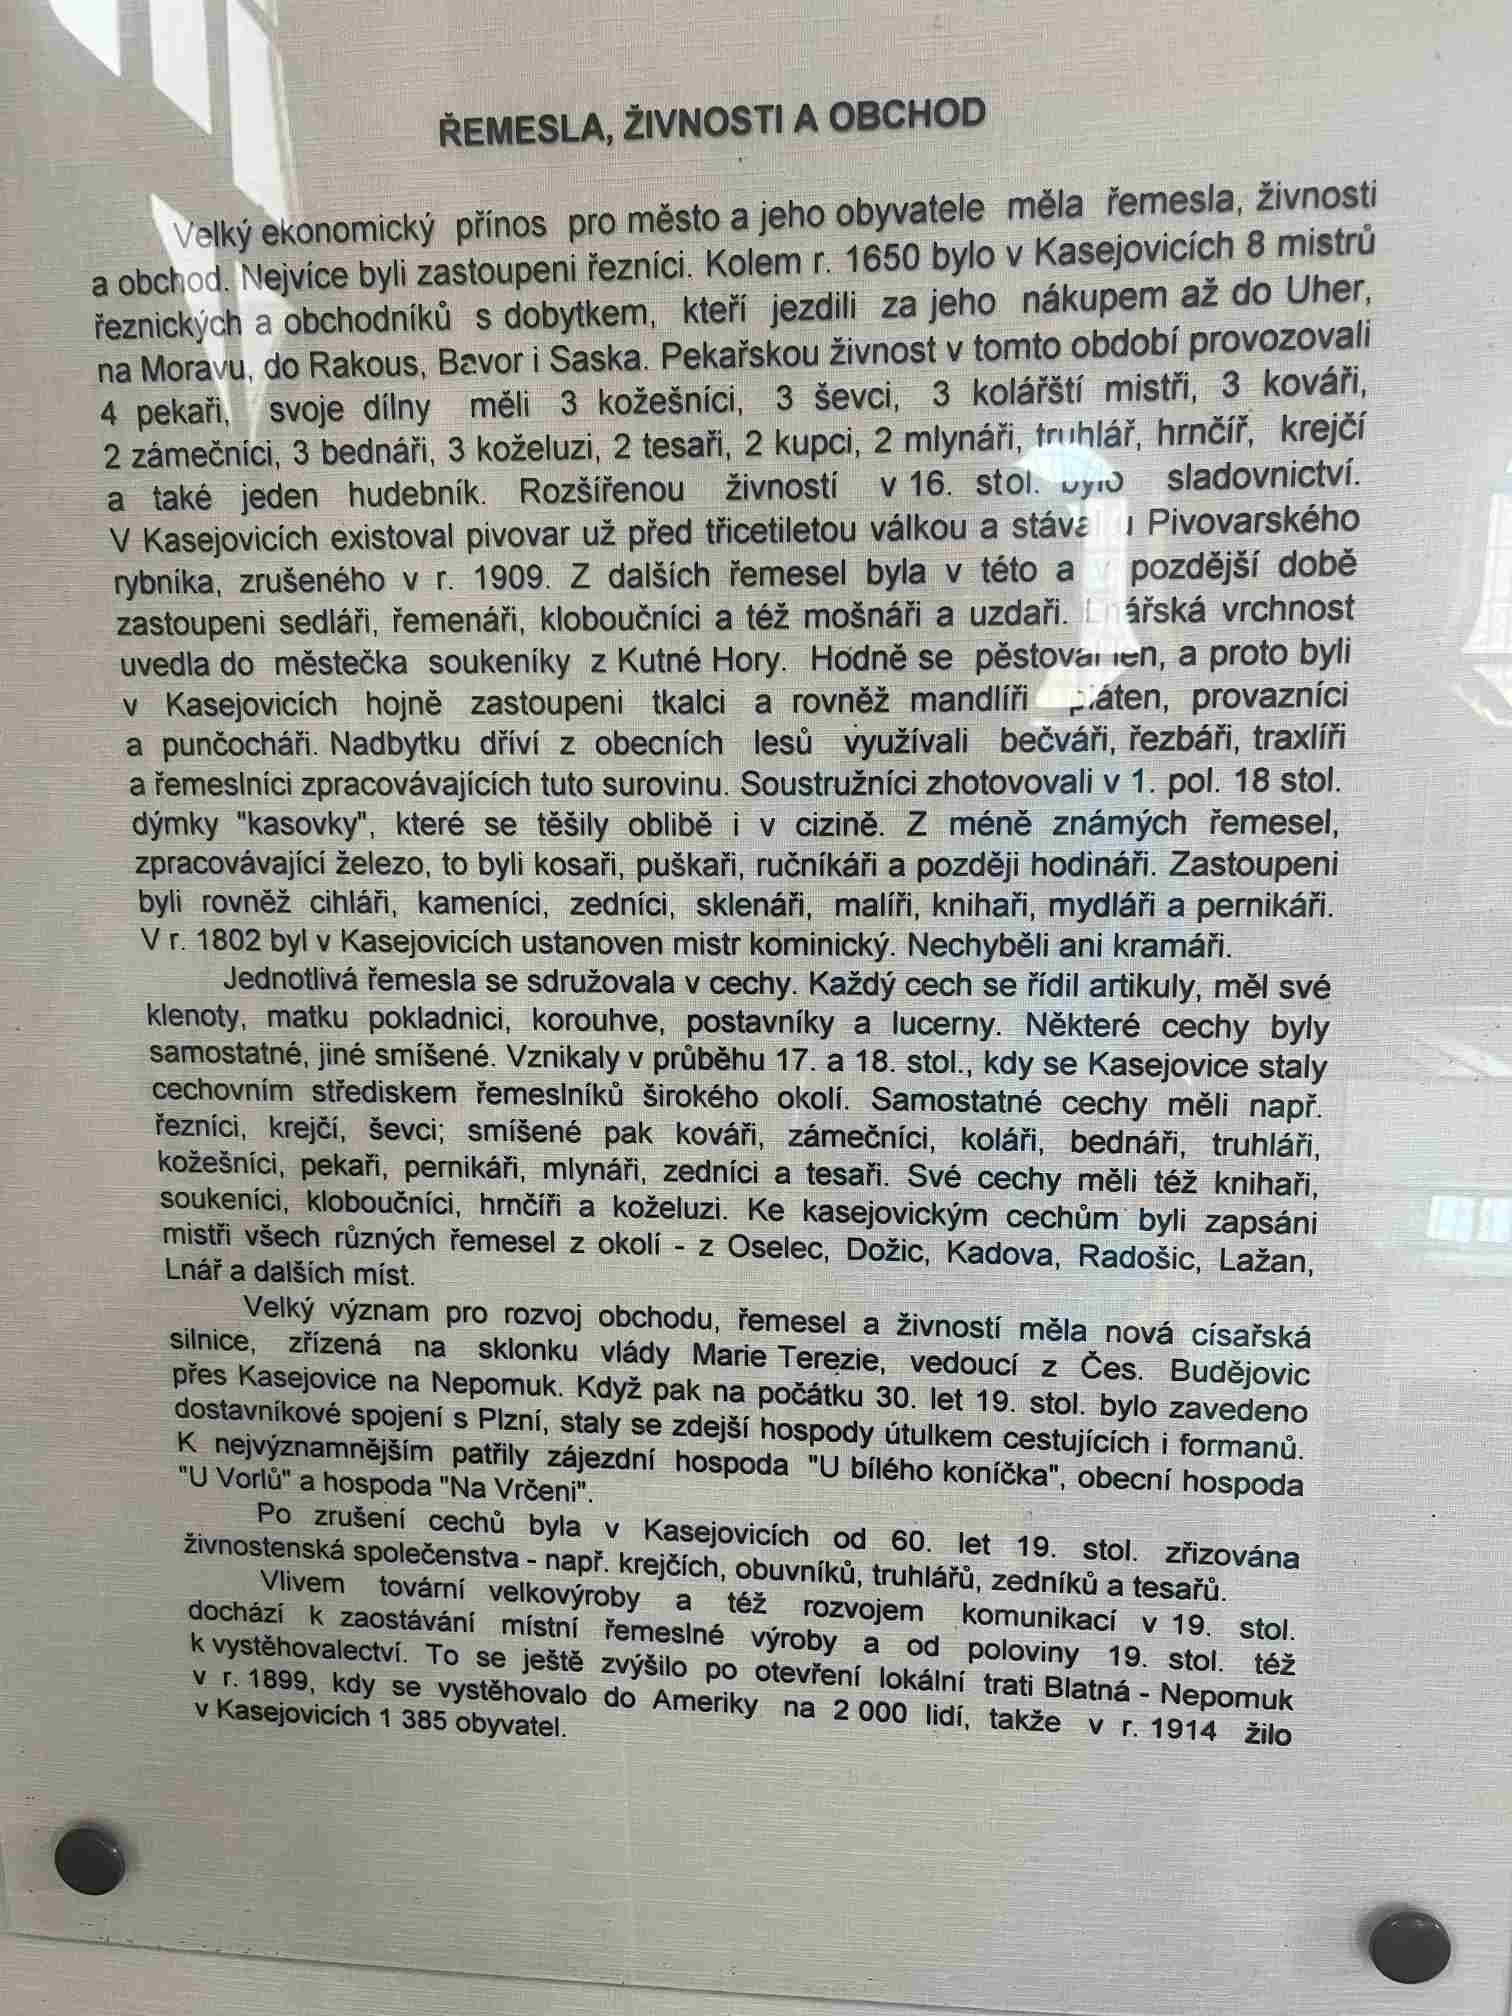 ŘEMESLA, ŽIVNOSTI A OBCHOD
Velký ekonomický přínos pro město a jeho obyvatele měla řemesla, živnosti
a obchod. Nejvíce byli zastoupeni řezníci. Kolem r. 1650 bylo v Kasejovicích 8 mistrů
řeznických a obchodníků s dobytkem, kteří jezdili za jeho nákupem až do Uher,
na Moravu, do Rakous, Bavor i Saska. Pekařskou živnost v tomto období provozovali
4 pekaři, svoje dílny měli 3 kožešníci, 3 ševci, 3 kolářští mistři, 3 kováři,
2 zámečníci, 3 bednáři, 3 koželuzi, 2 tesaři, 2 kupci, 2 mlynáři, truhlář, hrnčíř, krejčí
a také jeden hudebník. Rozšířenou živností v 16. stol. bylo sladovnictví.
V Kasejovicích existoval pivovar už před třicetiletou válkou a stával u Pivovarského
rybníka, zrušeného v r. 1909. Z dalších řemesel byla v této a v pozdější době
zastoupeni sedláři, řemenáři, kloboučníci a též mošnáři a uzdaři. Lnářská vrchnost
uvedla do městečka soukeníky z Kutné Hory. Hodně se pěstoval len, a proto byli
v Kasejovicích hojně zastoupeni tkalci a rovněž mandlíři pláten, provazníci
a punčocháři. Nadbytku dříví z obecních lesů využívali bečváři, řezbáři, traxlíři
a řemeslníci zpracovávajících tuto surovinu. Soustružníci zhotovovali v 1. pol. 18 stol.
dýmky "kasovky", které se těšily oblibě i v cizině. Z méně známých řemesel,
zpracovávající železo, to byli kosaři, puškaři, ručníkáři a později hodináři. Zastoupeni
byli rovněž cihláři, kameníci, zedníci, sklenáři, malíři, knihaři, mydláři a pernikáři.
V r. 1802 byl v Kasejovicích ustanoven mistr kominický. Nechyběli ani kramáři.
Jednotlivá řemesla se sdružovala v cechy. Každý cech se řídil artikuly, měl své
klenoty, matku pokladnici, korouhve, postavníky a lucerny. Některé cechy byly
samostatné, jiné smíšené. Vznikaly v průběhu 17. a 18. stol., kdy se Kasejovice staly
cechovním střediskem řemeslníků širokého okolí. Samostatné cechy měli např.
řezníci, krejčí, ševci; smíšené pak kováři, zámečníci, koláři, bednáři, truhláři,
kožešníci, pekaři, pernikáři, mlynáři, zedníci a tesaři. Své cechy měli též knihaři,
soukeníci, kloboučníci, hrnčíři a koželuzi. Ke kasejovickým cechům byli zapsáni
mistři všech různých řemesel z okolí - z Oselec, Dožic, Kadova, Radošic, Lažan,
Lnář a dalších míst.
Velký význam pro rozvoj obchodu, řemesel a živností měla nová císařská
silnice, zřízená na sklonku vlády Marie Terezie, vedoucí z Čes. Budějovic
přes Kasejovice na Nepomuk. Když pak na počátku 30. let 19. stol. bylo zavedeno
dostavníkové spojení s Plzní, staly se zdejší hospody útulkem cestujících i formanů.
K nejvýznamnějším patřily zájezdní hospoda "U bílého koníčka", obecní hospoda
"U Vorlů" a hospoda "Na Vrčeni".
Po zrušení cechů byla v Kasejovicích od 60. let 19. stol. zřizována
živnostenská společenstva - např. krejčích, obuvníků, truhlářů, zedníků a tesařů.
Vlivem tovární velkovýroby a též rozvojem komunikací v 19. stol.
dochází k zaostávání místní řemeslné výroby a od poloviny 19. stol. též
k vystěhovalectví. To se ještě zvýšilo po otevření lokální trati Blatná - Nepomuk
v r. 1899, kdy se vystěhovalo do Ameriky na 2 000 lidí, takže v r. 1914 žilo
v Kasejovicích 1 385 obyvatel.